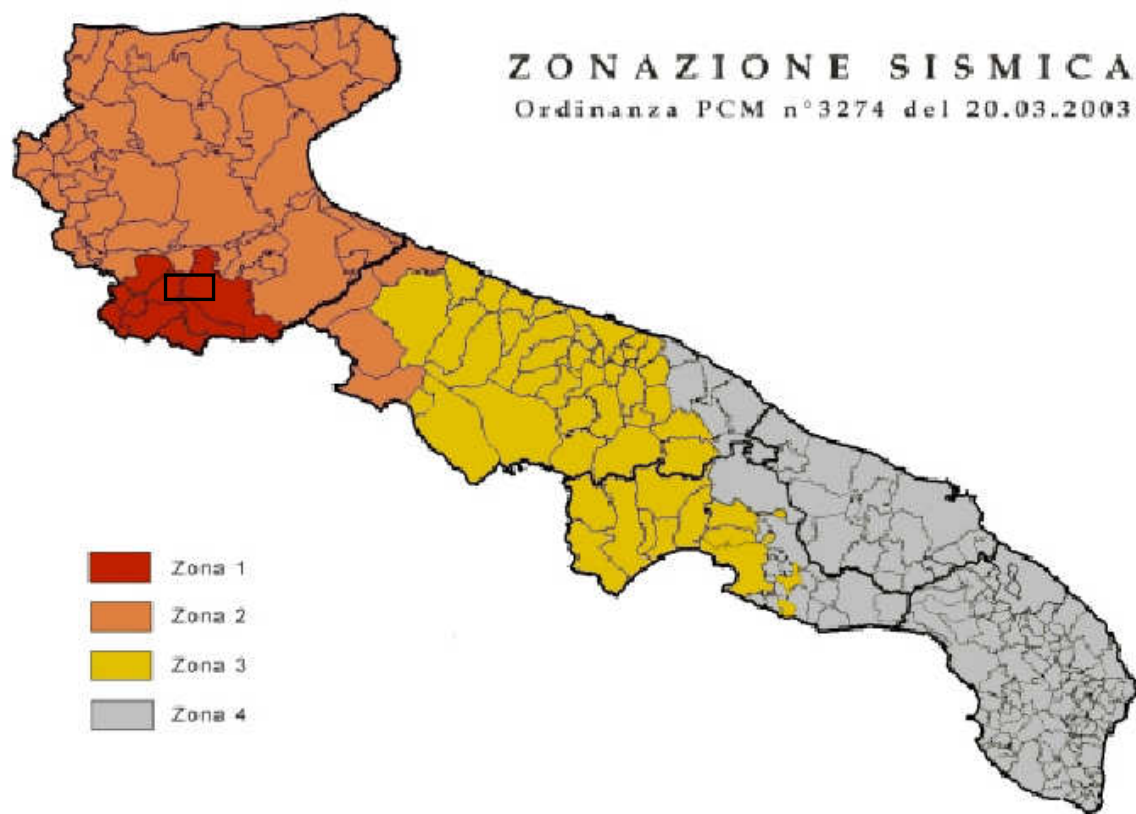 ZONAZIONE SISMICA
Ordinanza PCM n°3274 del 20.03.2003
Zona 1
Zona 2
Zona 3
Zona 4